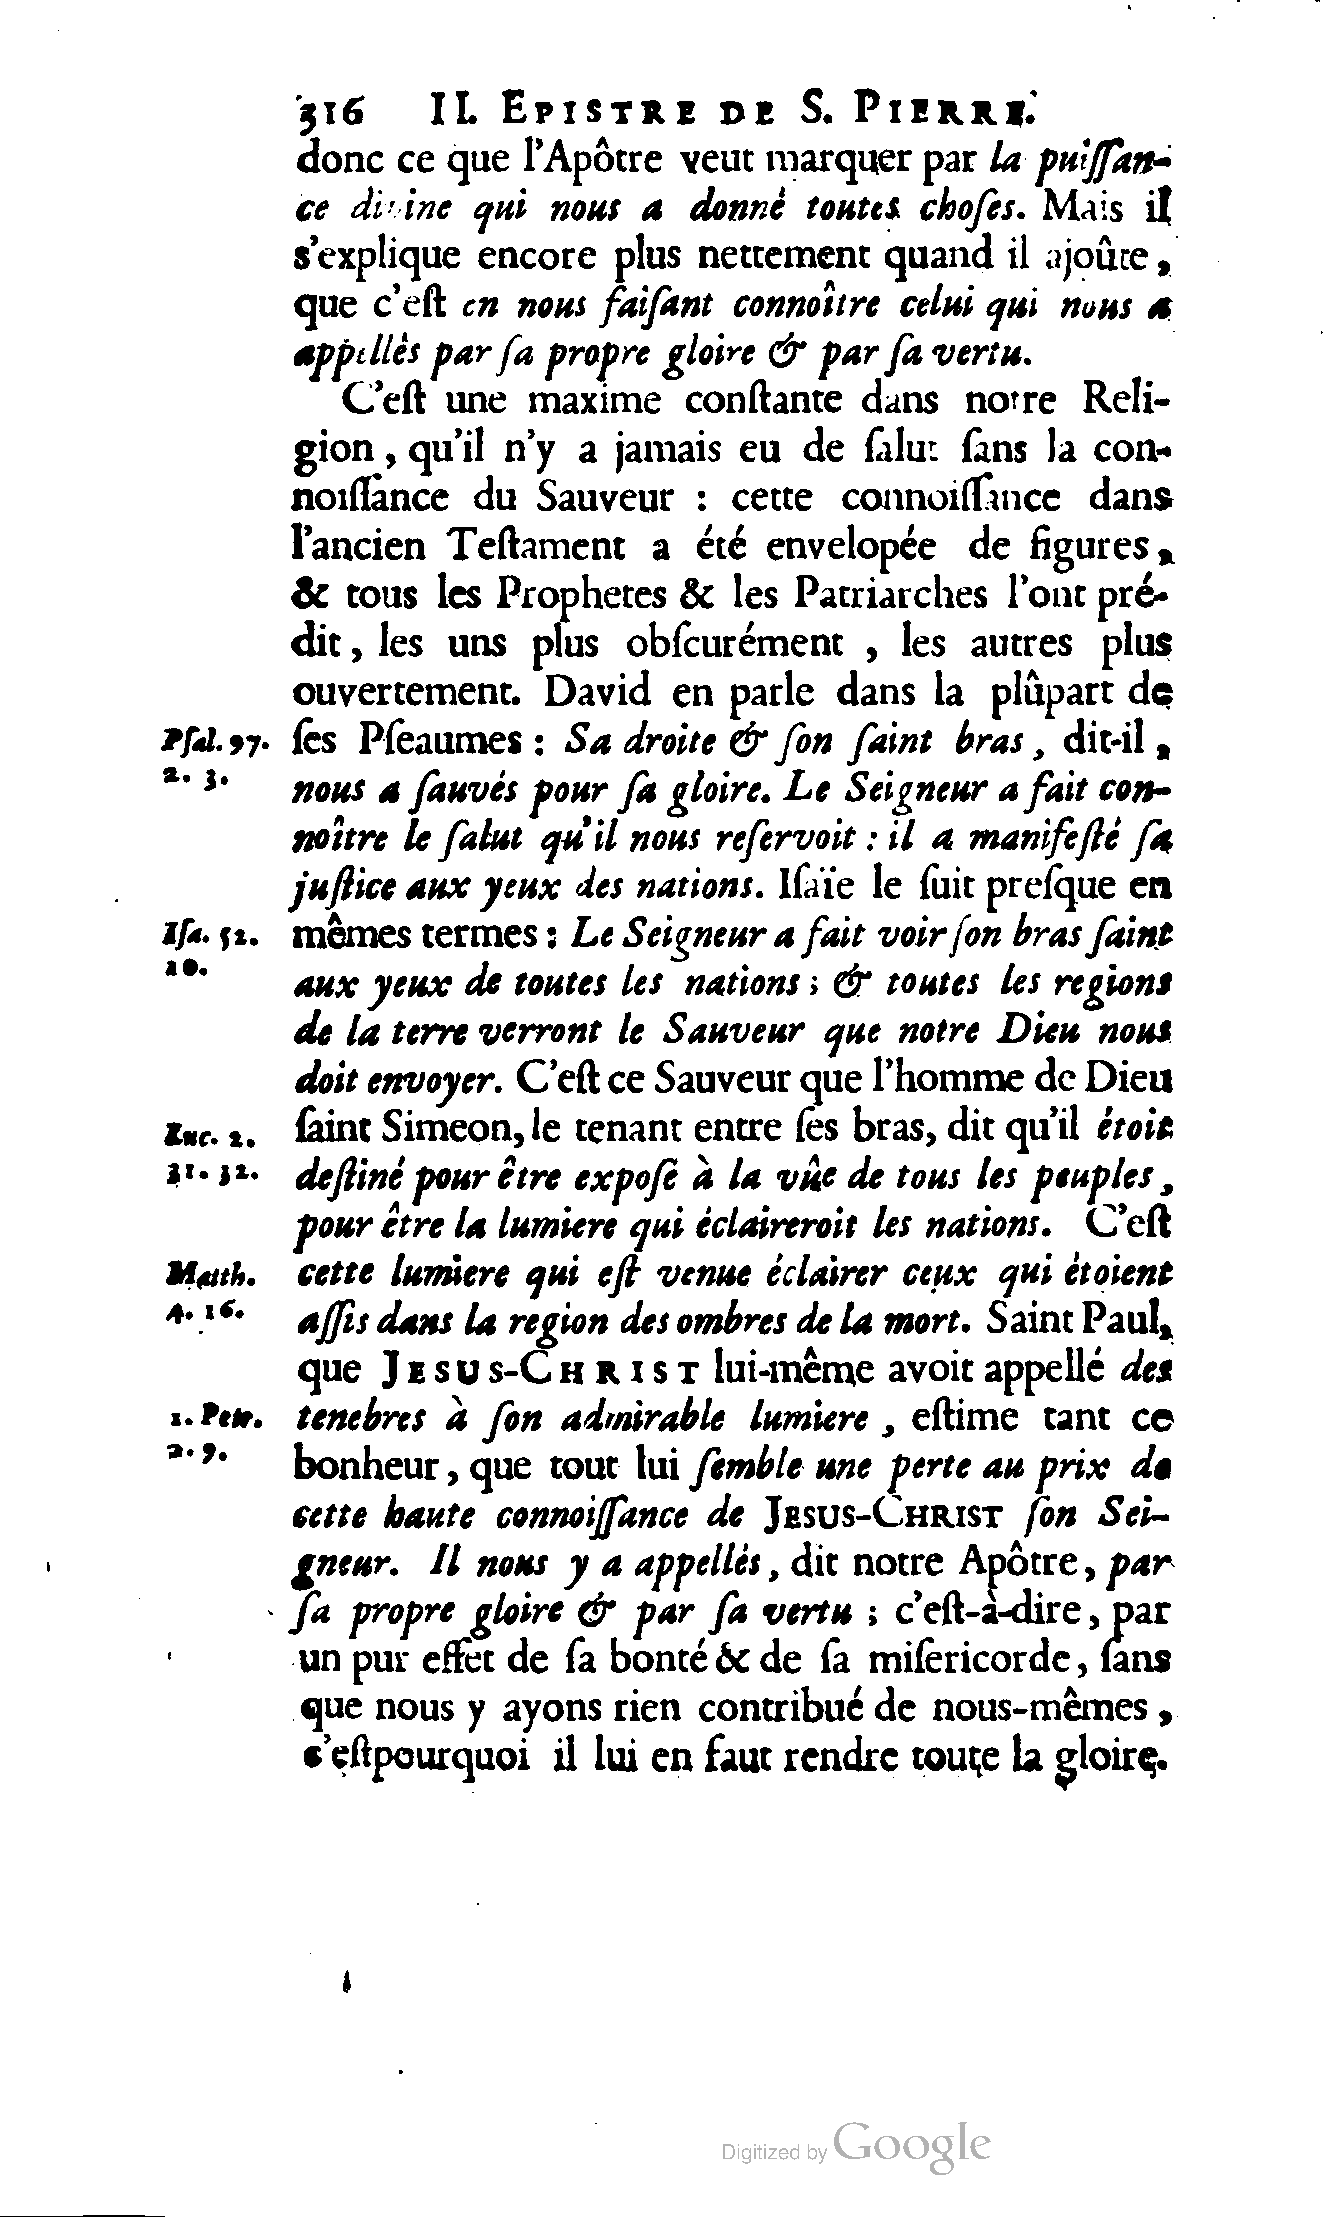 316 II. EPISTRE DE S. PIERRE.
donc ce que l'Apôtre veut marquer par la puiſſan-
ce divine qui nous a donné toutes choſes. Mais il
s'explique encore plus nettement quand il ajoûte,
que c'eſt en nous faiſant connoître celui qui nous a
appellés par ſa propre gloire & par ſa vertu.
C'eſt une maxime conſtante dans notre Reli-
gion, qu'il n'y a jamais eu de ſalut ſans la con-
noiſſance du Sauveur : cette connoiſſance dans
l'ancien Teſtament a été envelopée de figures,
& tous les Prophetes & les Patriarches l'ont pré-
dit, les uns plus obſcurément, les autres plus
ouvertement. David en parle dans la plûpart de
Pſal. 97. ſes Pſeaumes : Sa droite & ſon ſaint bras, dit-il,
2. 3. nous a ſauvés pour ſa gloire. Le Seigneur a fait con-
noître le ſalut qu'il nous reſervoit : il a manifeſté ſa
juſtice aux yeux des nations. Iſaïe le ſuit preſque en
Iſa. 52. mêmes termes : Le Seigneur a fait voir ſon bras ſaint
10. aux yeux de toutes les nations ; & toutes les regions
de la terre verront le Sauveur que notre Dieu nous
doit envoyer. C'eſt ce Sauveur que l'homme de Dieu
Luc. 2. ſaint Simeon, le tenant entre ſes bras, dit qu'il étoit
31. 32. deſtiné pour être expoſé à la vûe de tous les peuples,
pour être la lumiere qui éclaireroit les nations. C'eſt
Matth. cette lumiere qui eſt venue éclairer ceux qui étoient
4. 16. aſſis dans la region des ombres de la mort. Saint Paul,
que JESUS-CHRIST lui-même avoit appellé des
1. Petr. tenebres à ſon admirable lumiere, eſtime tant ce
2. 9. bonheur, que tout lui ſemble une perte au prix de
cette haute connoiſſance de JESUS-CHRIST ſon Sei-
gneur. Il nous y a appellés, dit notre Apôtre, par
ſa propre gloire & par ſa vertu ; c'eſt-à-dire, par
un pur effet de ſa bonté & de ſa miſericorde, ſans
que nous y ayons rien contribué de nous-mêmes,
c'eſtpourquoi il lui en faut rendre toute la gloire.
Digitized by Google